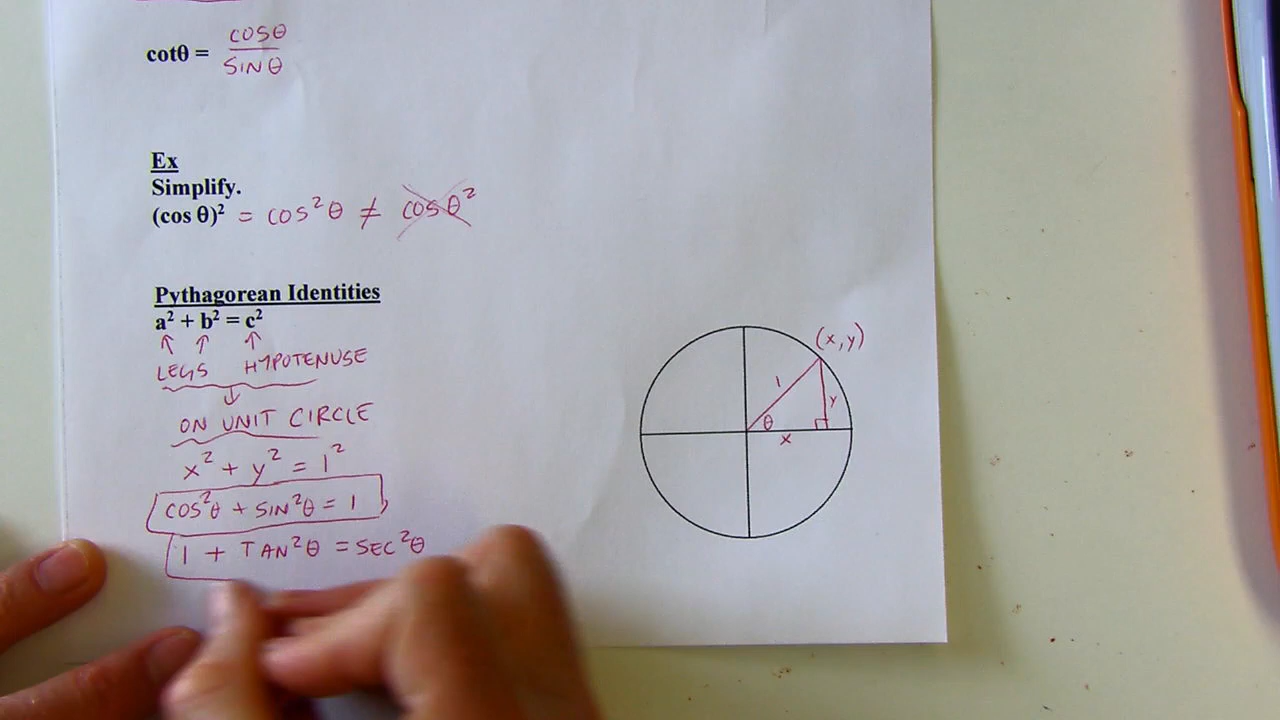 cotθ = COSθ / SINθ
Ex
Simplify.
(cos θ)² = COS²θ ≠ COSθ²
Pythagorean Identities
a² + b² = c²
↑ ↑ ↑
LEGS HYPOTENUSE
↓
ON UNIT CIRCLE
x² + y² = 1²
COS²θ + SIN²θ = 1
1 + TAN²θ = SEC²θ
(x,y)
1
y
θ
x